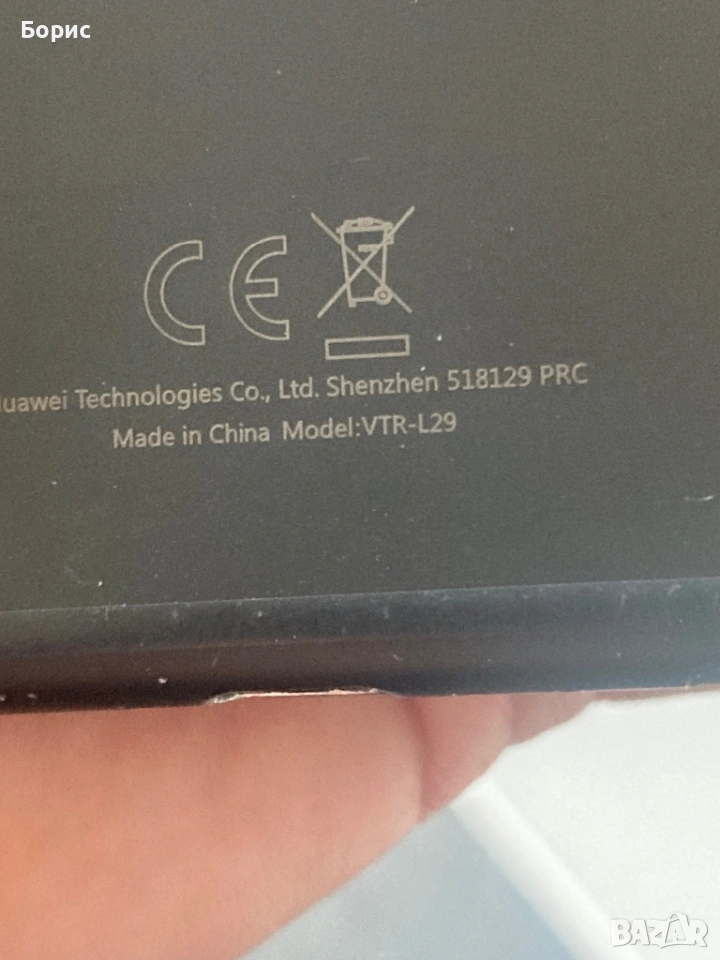 Борис
CE
uawei Technologies Co., Ltd. Shenzhen 518129 PRC
Made in China Model:VTR-L29
BAZAR